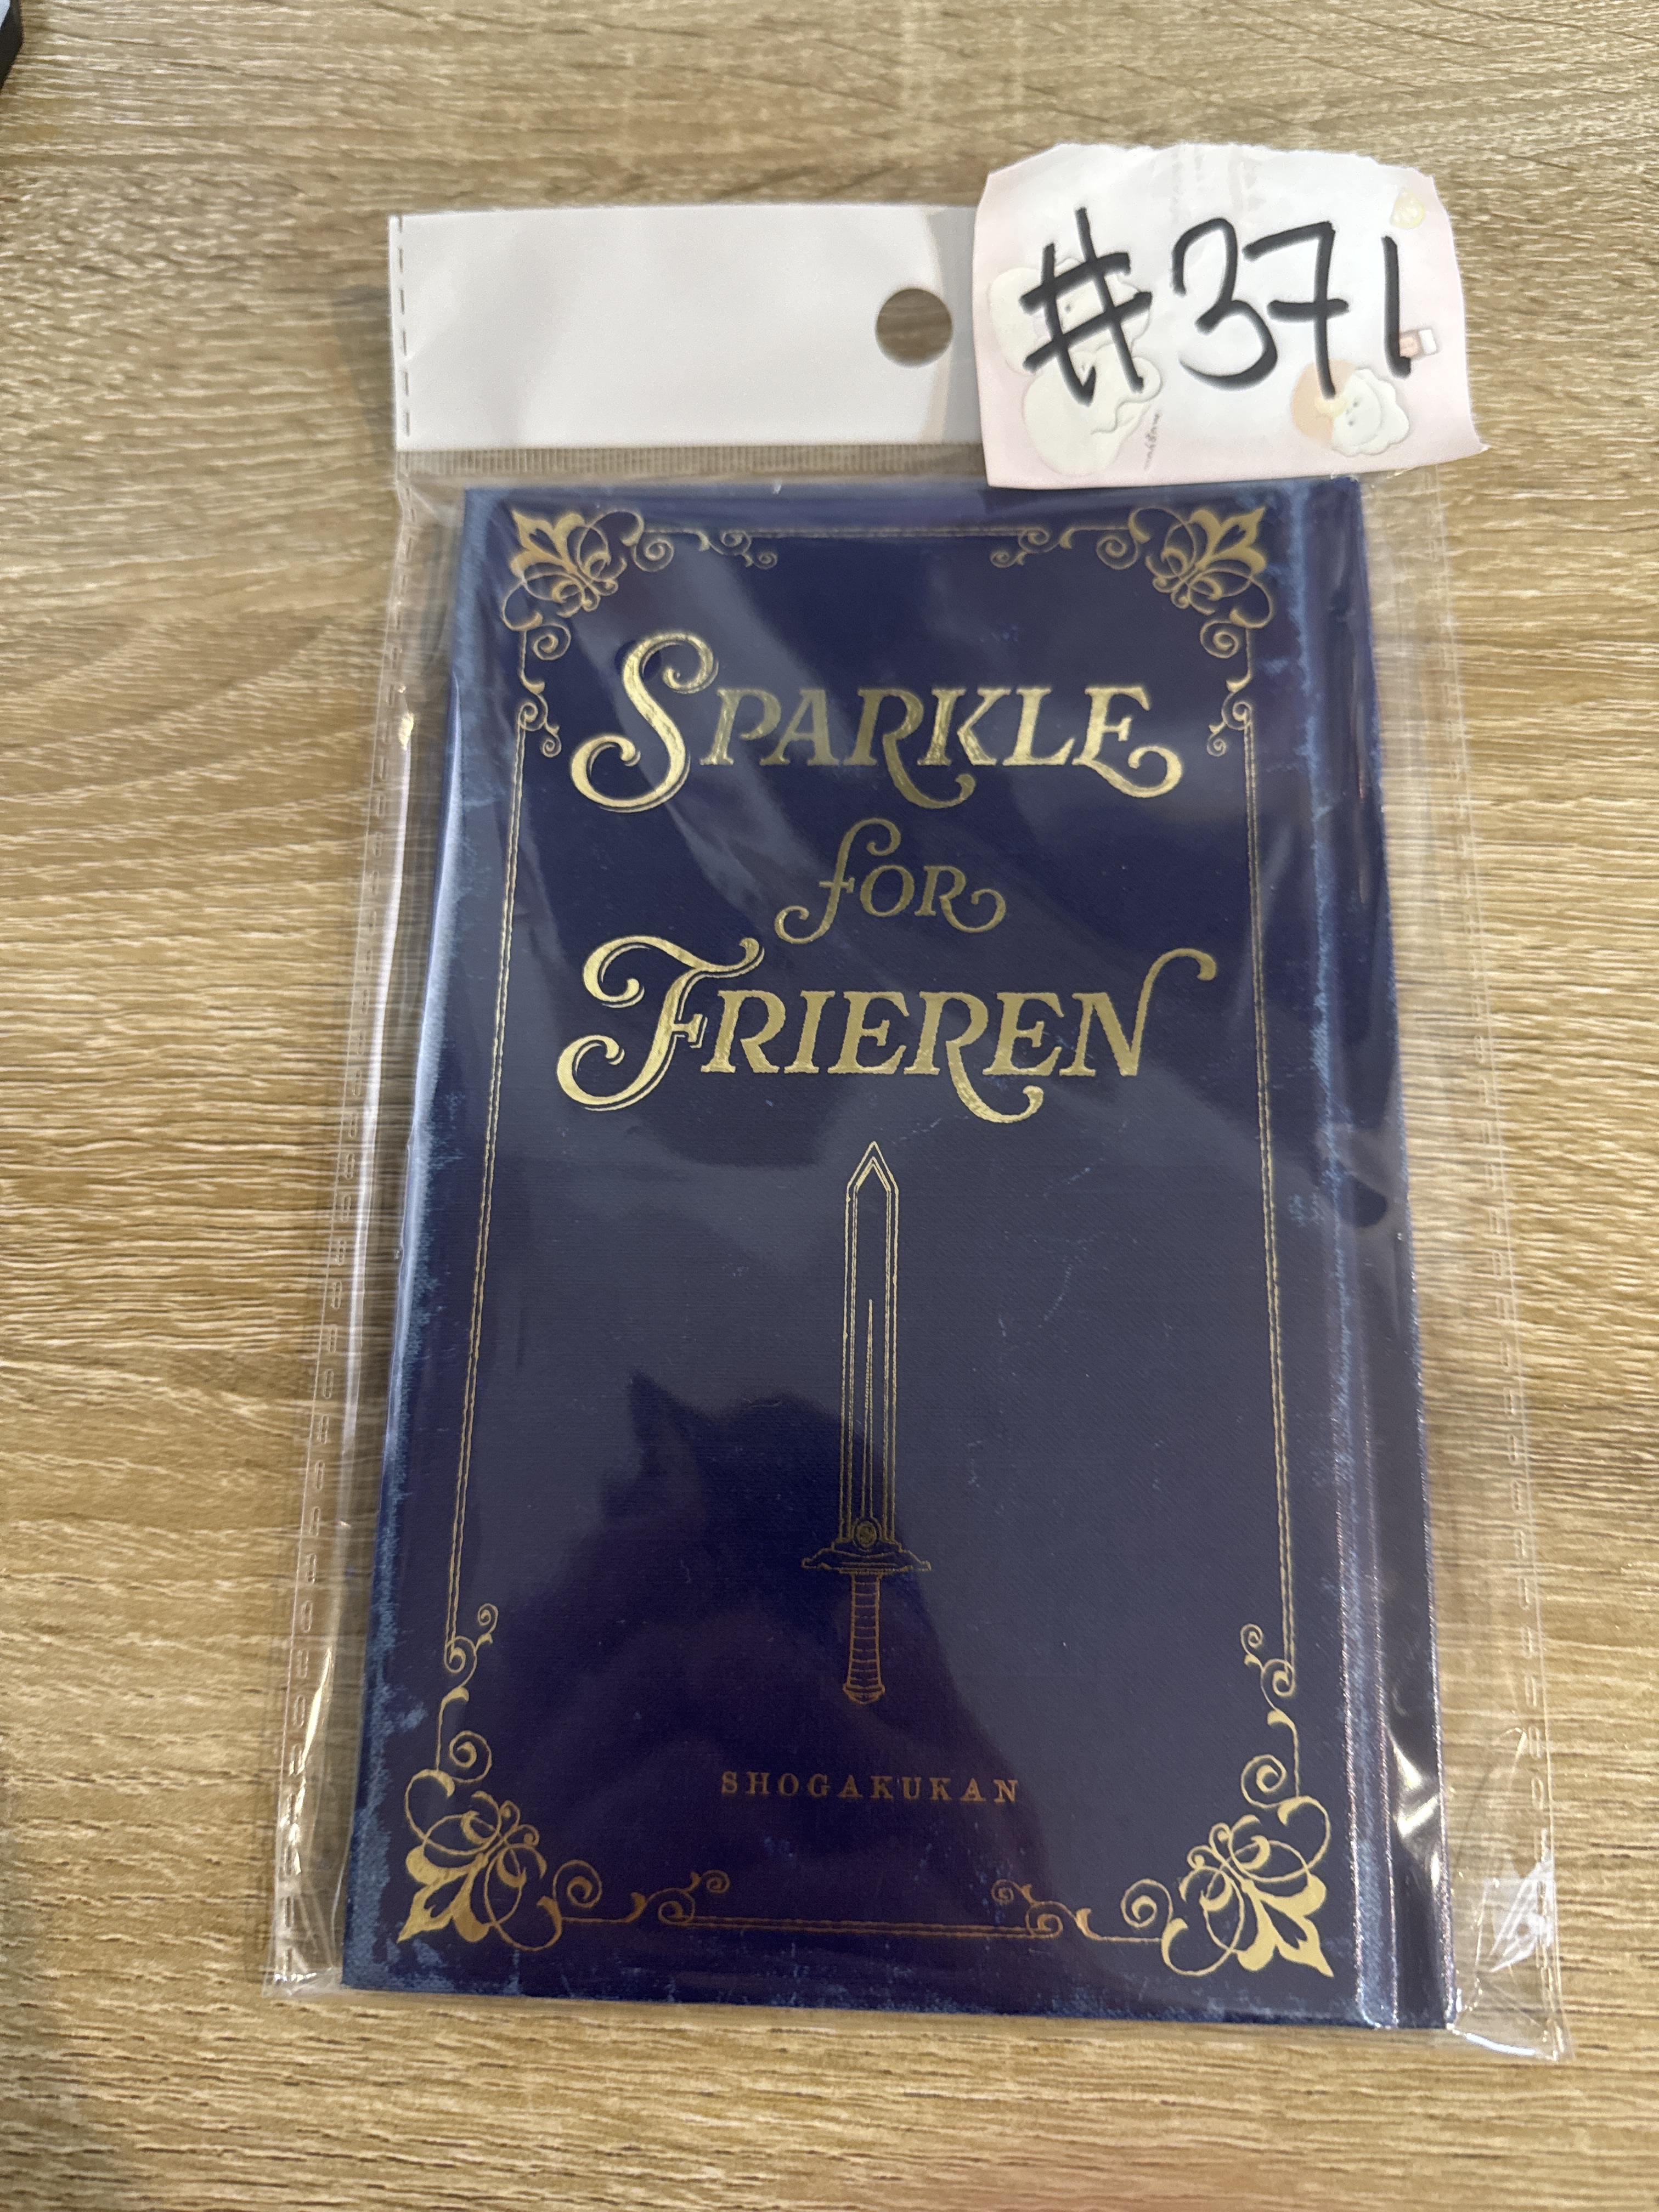 #371
SPARKLE
for
FRIEREN
SHOGAKUKAN